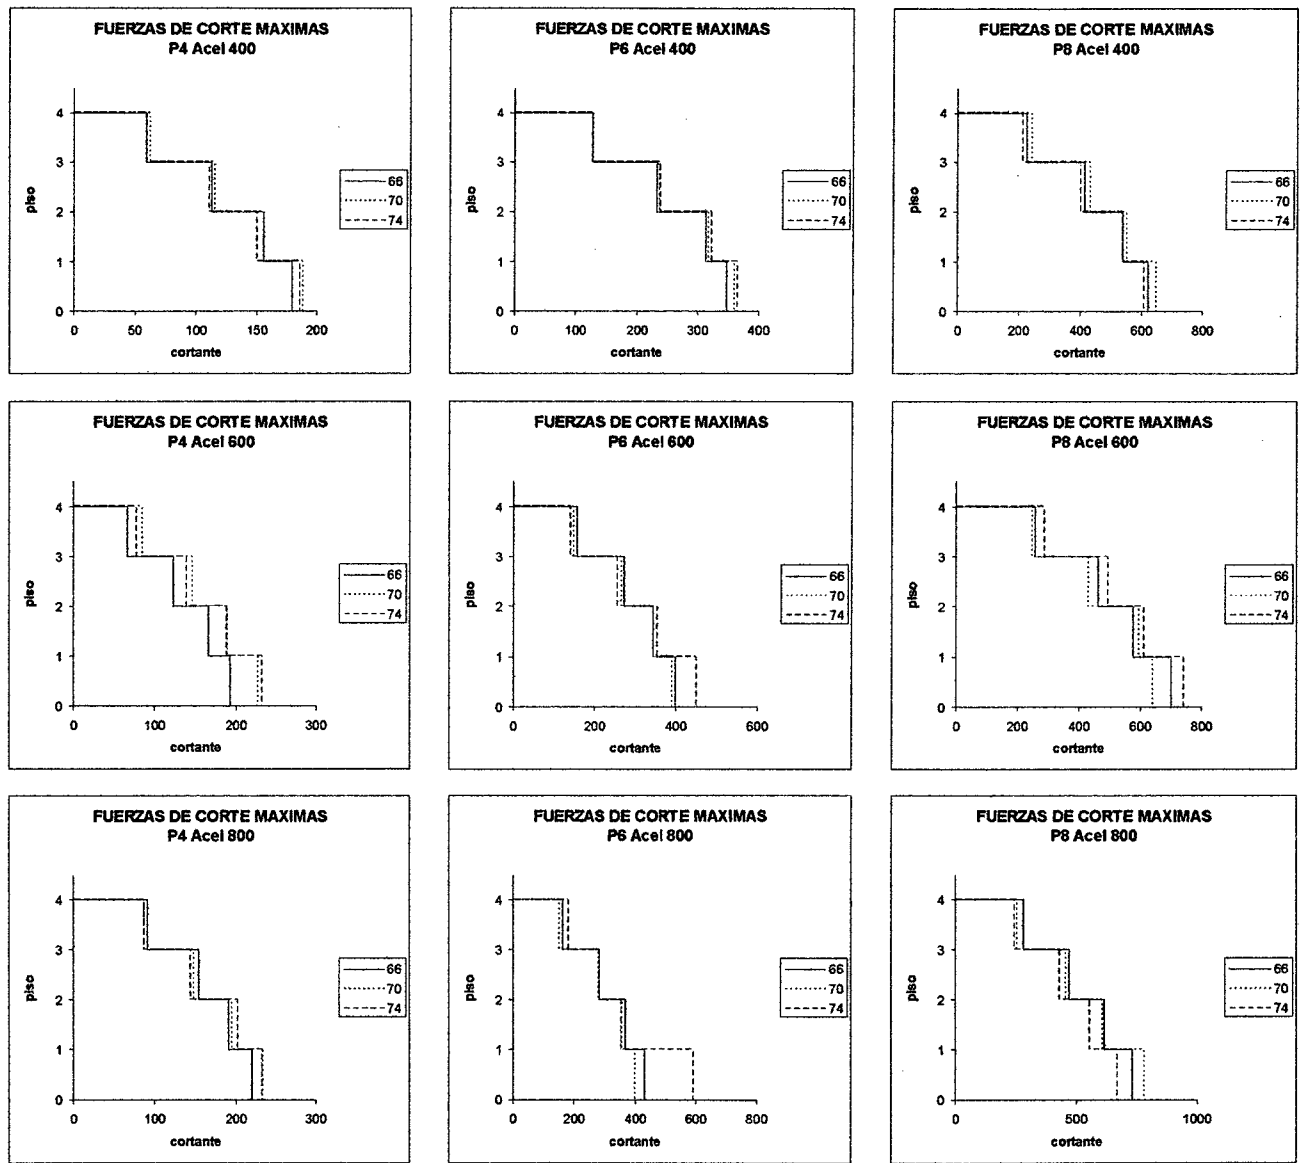 FUERZAS DE CORTE MAXIMAS
P4 Acel 400
4
3
2
1
0
piso
0 50 100 150 200
cortante
66
70
74
FUERZAS DE CORTE MAXIMAS
P6 Acel 400
4
3
2
1
0
piso
0 100 200 300 400
cortante
66
70
74
FUERZAS DE CORTE MAXIMAS
P8 Acel 400
4
3
2
1
0
piso
0 200 400 600 800
cortante
66
70
74
FUERZAS DE CORTE MAXIMAS
P4 Acel 600
4
3
2
1
0
piso
0 100 200 300
cortante
66
70
74
FUERZAS DE CORTE MAXIMAS
P6 Acel 600
4
3
2
1
0
piso
0 200 400 600
cortante
66
70
74
FUERZAS DE CORTE MAXIMAS
P8 Acel 600
4
3
2
1
0
piso
0 200 400 600 800
cortante
66
70
74
FUERZAS DE CORTE MAXIMAS
P4 Acel 800
4
3
2
1
0
piso
0 100 200 300
cortante
66
70
74
FUERZAS DE CORTE MAXIMAS
P6 Acel 800
4
3
2
1
0
piso
0 200 400 600 800
cortante
66
70
74
FUERZAS DE CORTE MAXIMAS
P8 Acel 800
4
3
2
1
0
piso
0 500 1000
cortante
66
70
74